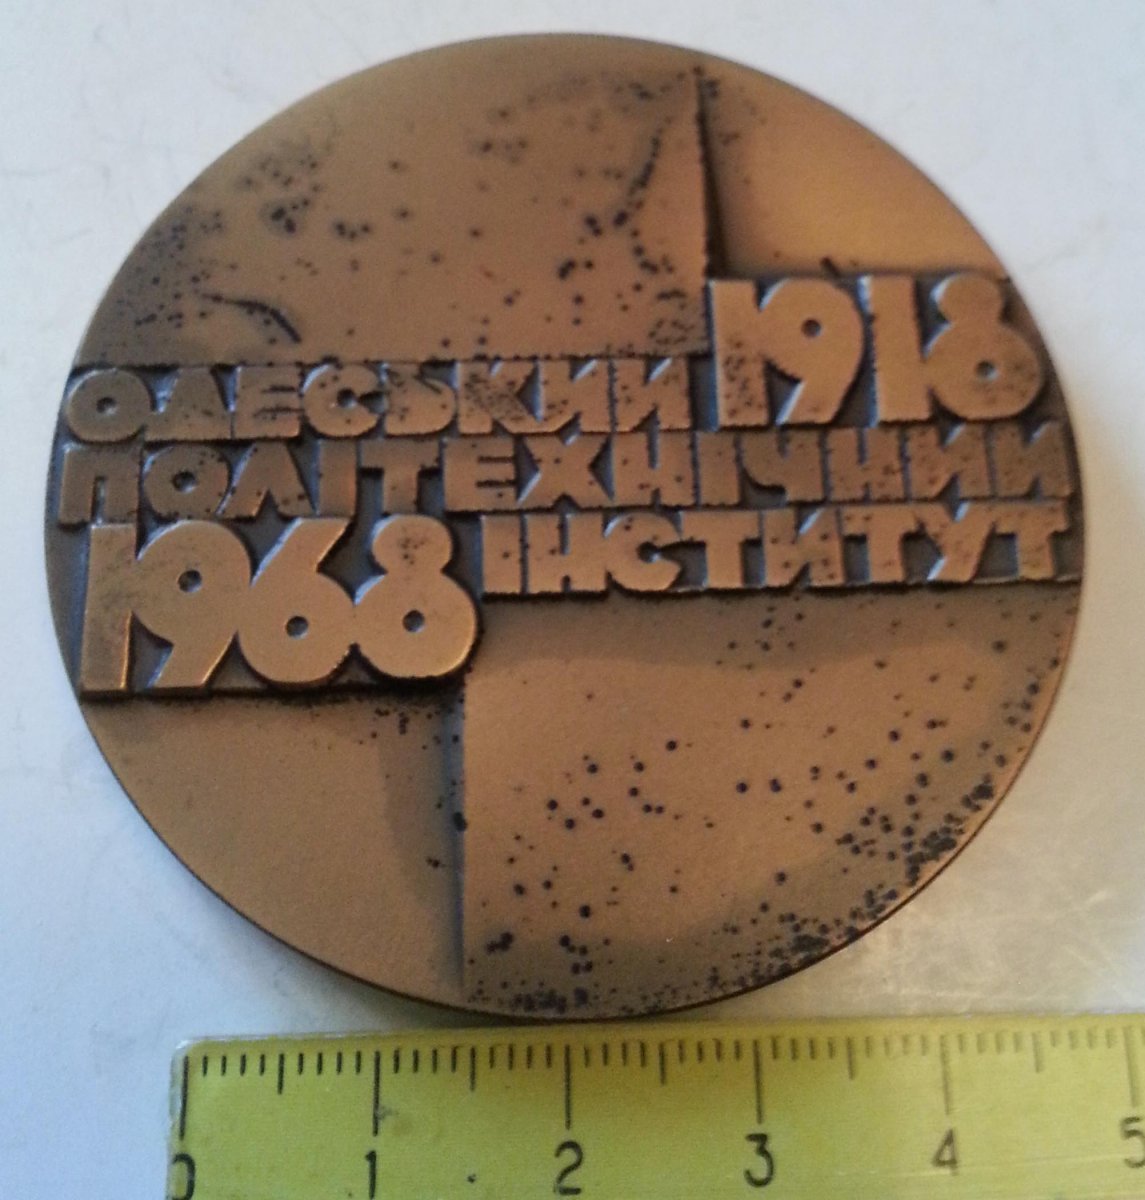 1918
ОДЕСЬКИЙ
ПОЛІТЕХНІЧНИЙ
ІНСТИТУТ
1968
0 1 2 3 4 5